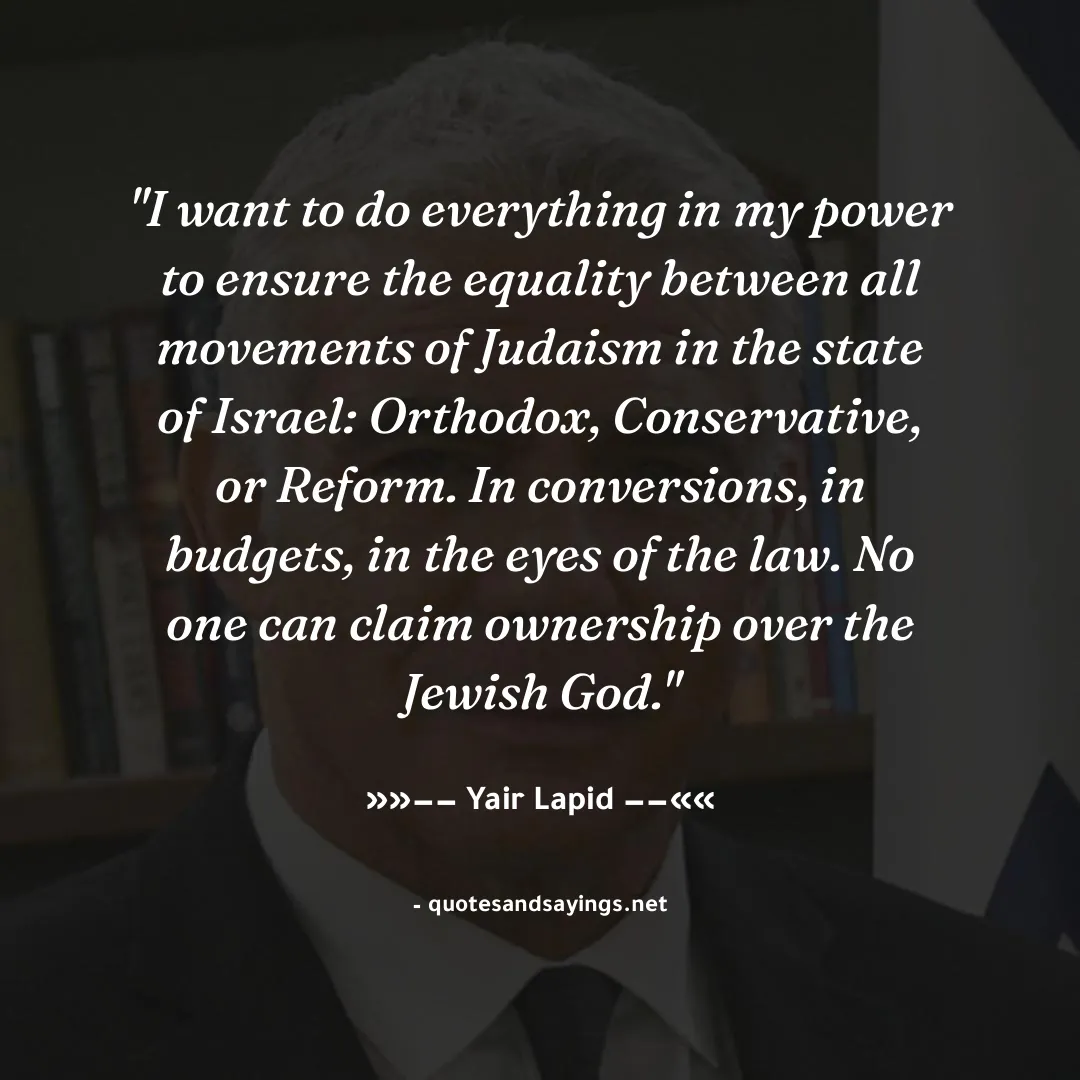 "I want to do everything in my power
to ensure the equality between all
movements of Judaism in the state
of Israel: Orthodox, Conservative,
or Reform. In conversions, in
budgets, in the eyes of the law. No
one can claim ownership over the
Jewish God."
»»–– Yair Lapid ––««
- quotesandsayings.net